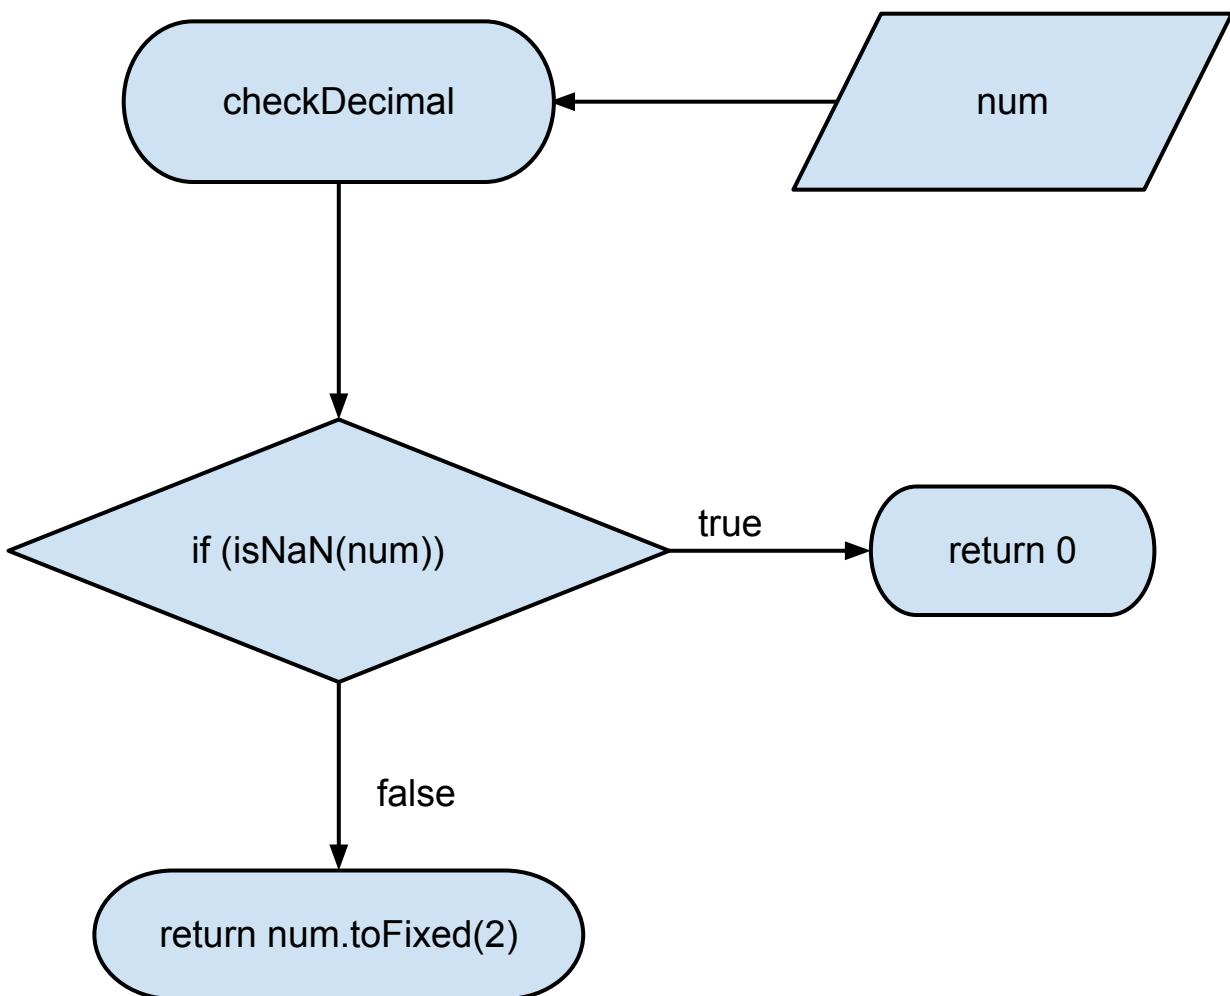 checkDecimal
num
if (isNaN(num))
true
return 0
false
return num.toFixed(2)